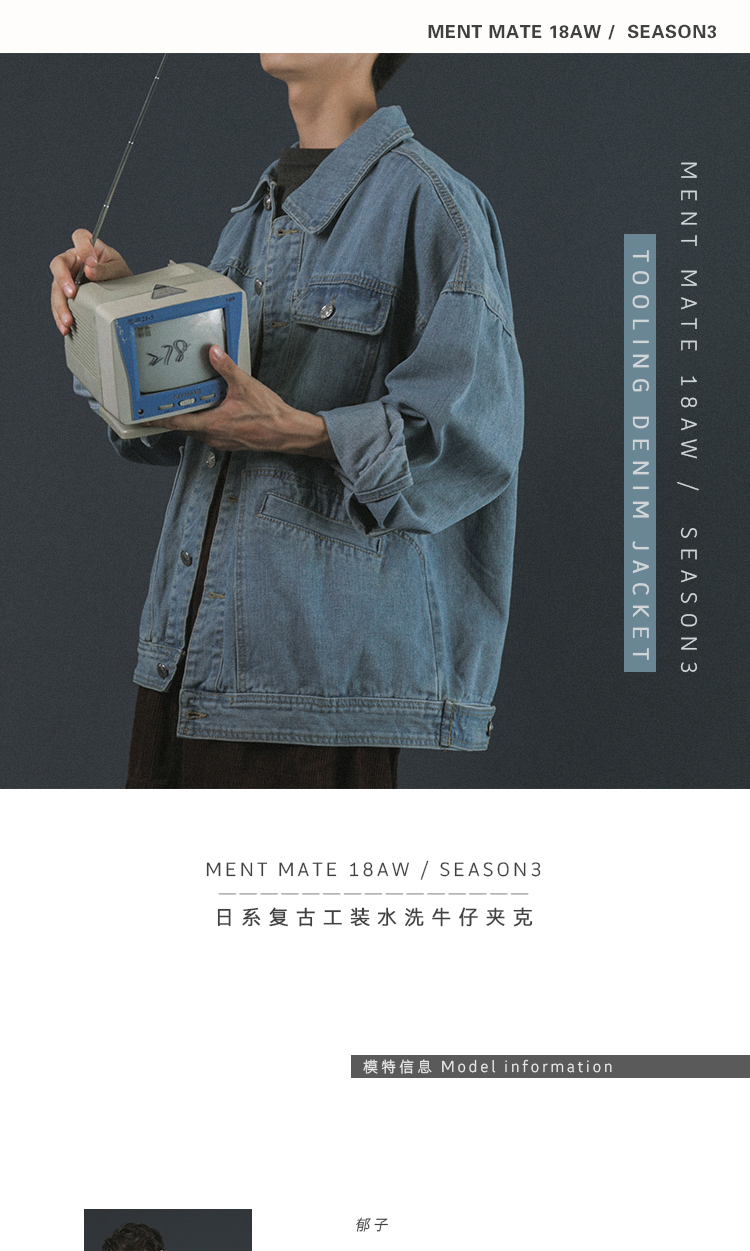 MENT MATE 18AW / SEASON3
MENT MATE 18AW / SEASON3
TOOLING DENIM JACKET
MENT MATE 18AW / SEASON3
日系复古工装水洗牛仔夹克
模特信息 Model information
郁子